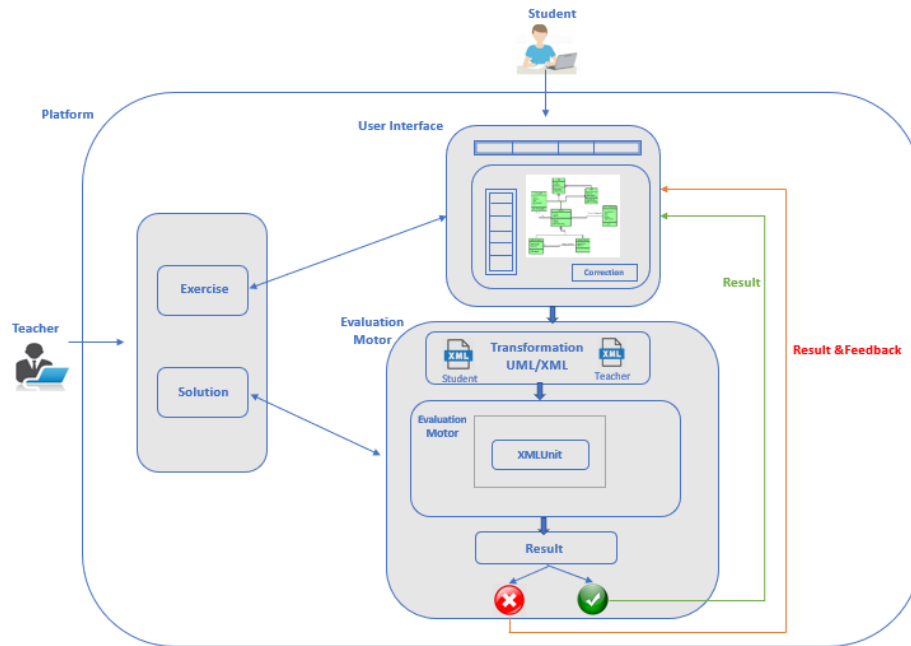 Student
Platform
User Interface
Correction
Exercise
Result
Teacher
Evaluation
Motor
Result &Feedback
XML
Student
Transformation
UML/XML
XML
Teacher
Solution
Evaluation
Motor
XMLUnit
Result